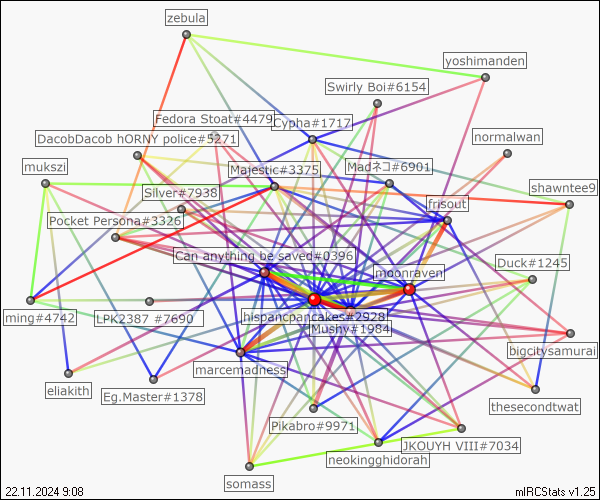 zebula
yoshimanden
Swirly Boi#6154
Fedora Stoat#4479
Cypha#1717
DacobDacob hORNY police#5271
normalwan
mukszi
Majestic#3375
Madネコ#6901
Silver#7938
frisout
shawntee9
Pocket Persona#3326
Can anything be saved#0396
Duck#1245
moonraven
ming#4742
LPK2387 #7690
hispancpancakes#2928
Mushy#1984
bigcitysamurai
marcemadness
eliakith
Eg.Master#1378
thesecondtwat
Pikabro#9971
JKOUYH VIII#7034
neokingghidorah
somass
22.11.2024 9:08
mIRCStats v1.25